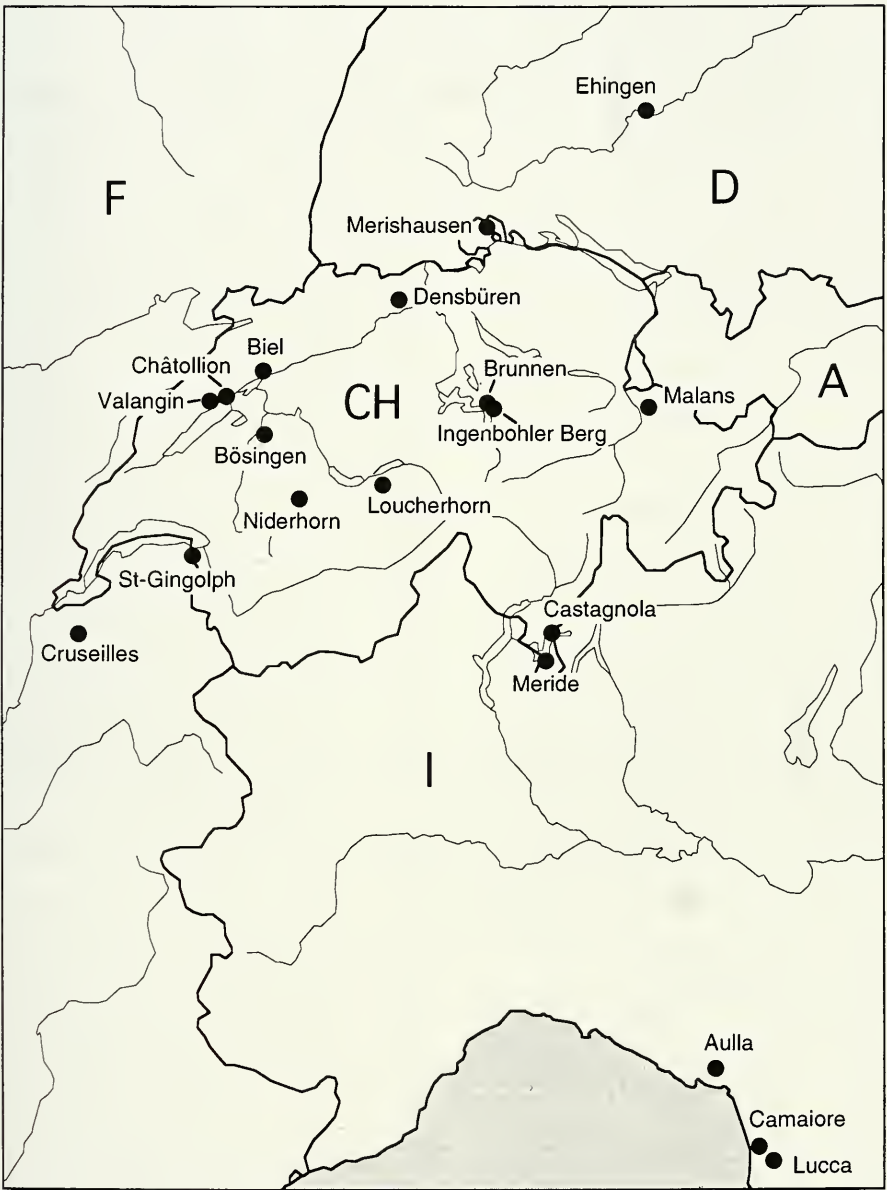 Ehingen
F
D
Merishausen
Densbüren
Biel
Châtollion
Brunnen
Valangin
CH
Malans
A
Ingenbohler Berg
Bösingen
Loucherhorn
Niderhorn
St-Gingolph
Castagnola
Cruseilles
Meride
I
Aulla
Camaiore
Lucca